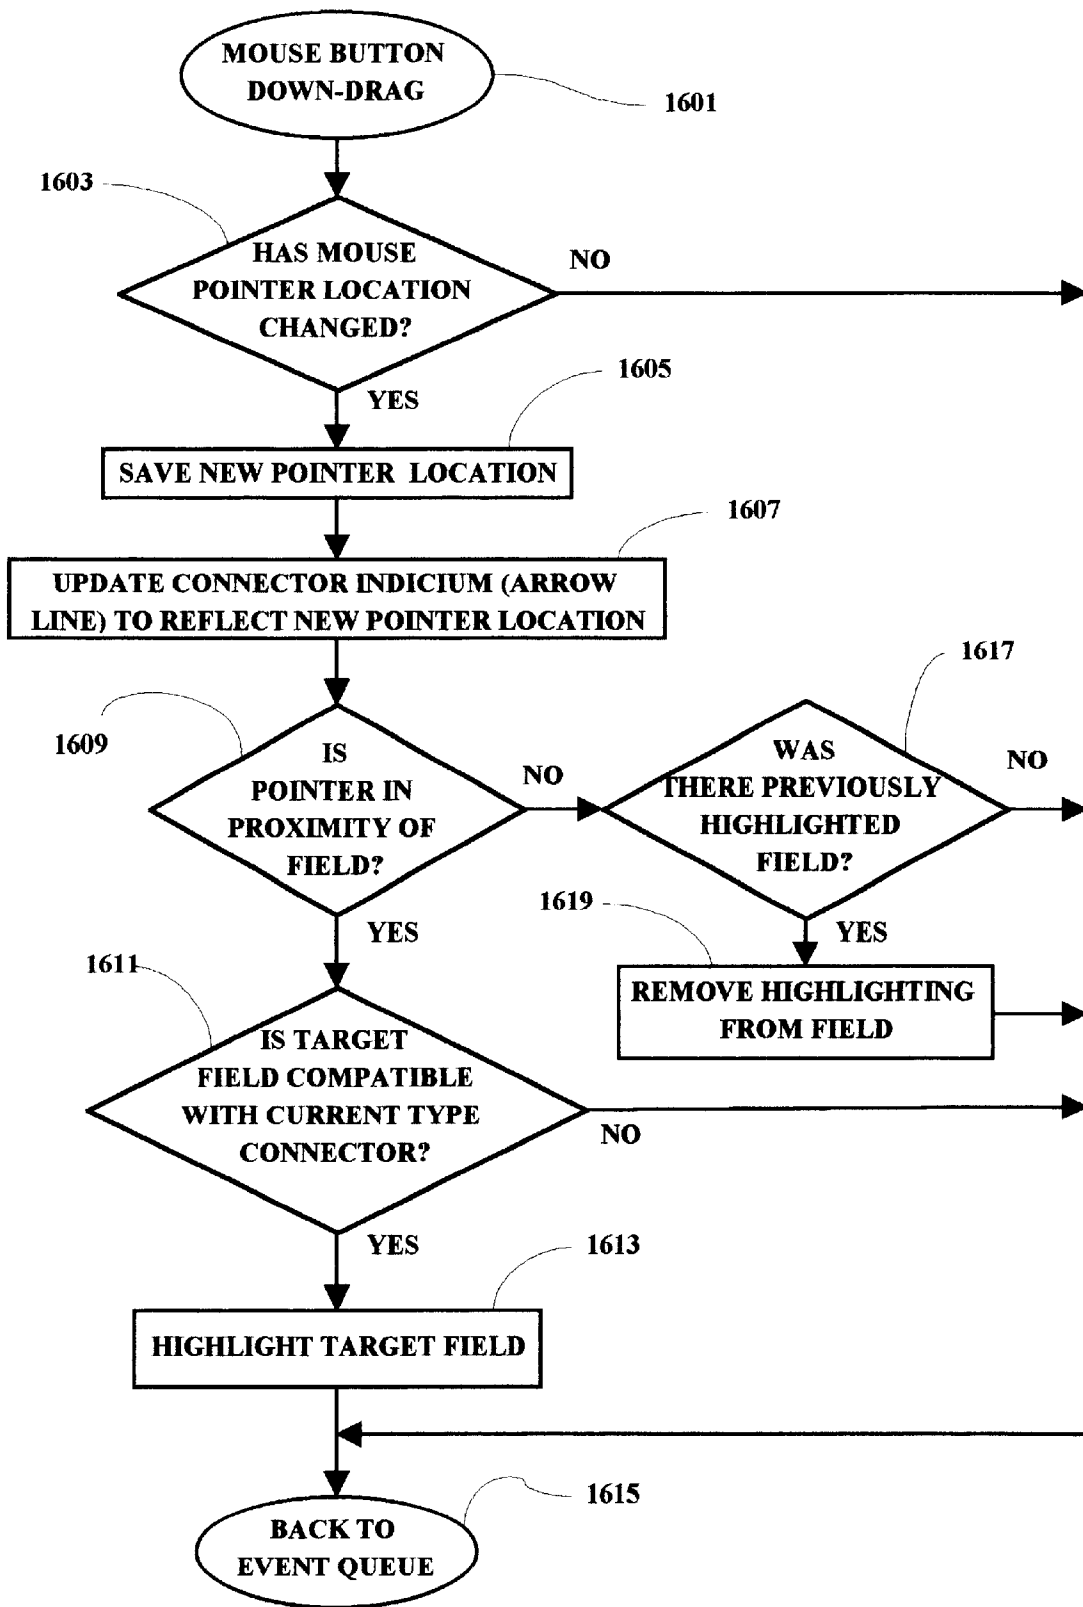 MOUSE BUTTON
DOWN-DRAG
1601
1603
HAS MOUSE
POINTER LOCATION
CHANGED?
NO
YES
1605
SAVE NEW POINTER LOCATION
1607
UPDATE CONNECTOR INDICIUM (ARROW
LINE) TO REFLECT NEW POINTER LOCATION
1609
IS
POINTER IN
PROXIMITY OF
FIELD?
NO
YES
1617
WAS
THERE PREVIOUSLY
HIGHLIGHTED
FIELD?
NO
YES
1619
REMOVE HIGHLIGHTING
FROM FIELD
1611
IS TARGET
FIELD COMPATIBLE
WITH CURRENT TYPE
CONNECTOR?
NO
YES
1613
HIGHLIGHT TARGET FIELD
1615
BACK TO
EVENT QUEUE